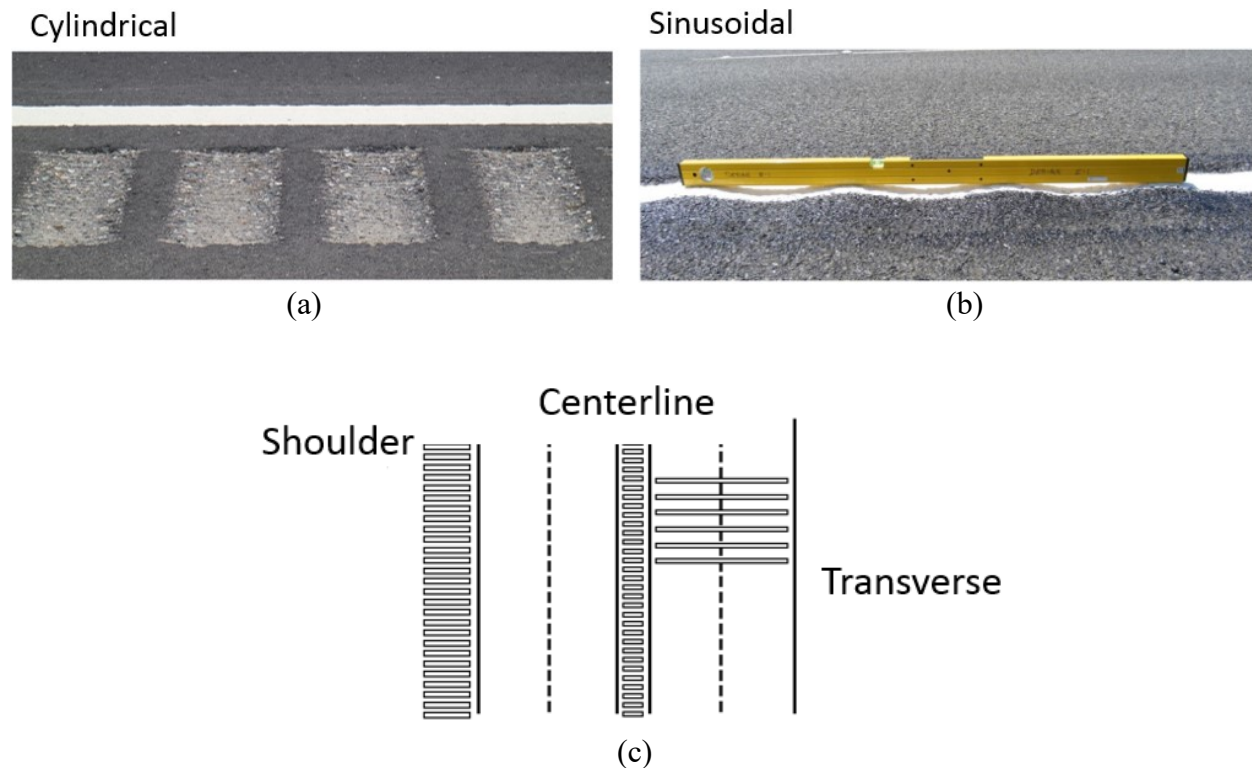 Cylindrical
Sinusoidal
(a)
(b)
Centerline
Shoulder
Transverse
(c)